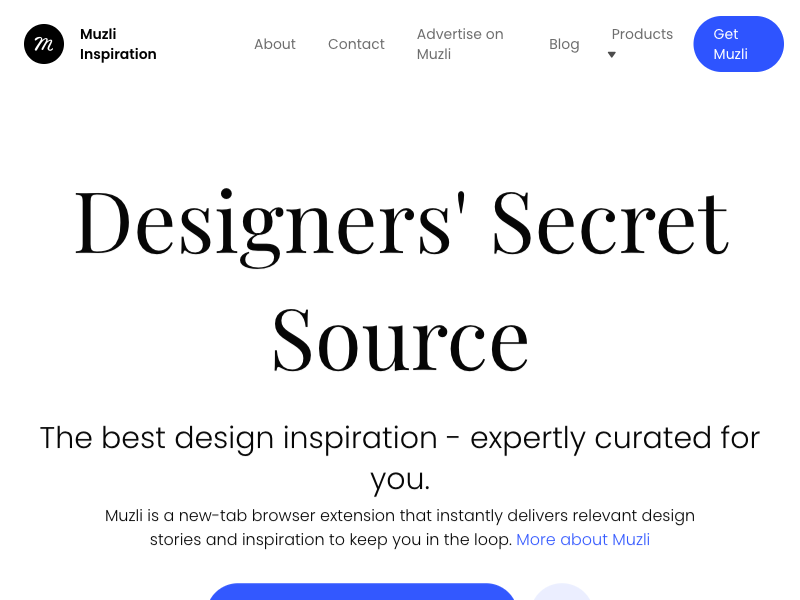 Muzli
Inspiration
About
Contact
Advertise on
Muzli
Blog
Products
Get
Muzli
Designers' Secret
Source
The best design inspiration - expertly curated for
you.
Muzli is a new-tab browser extension that instantly delivers relevant design
stories and inspiration to keep you in the loop. More about Muzli